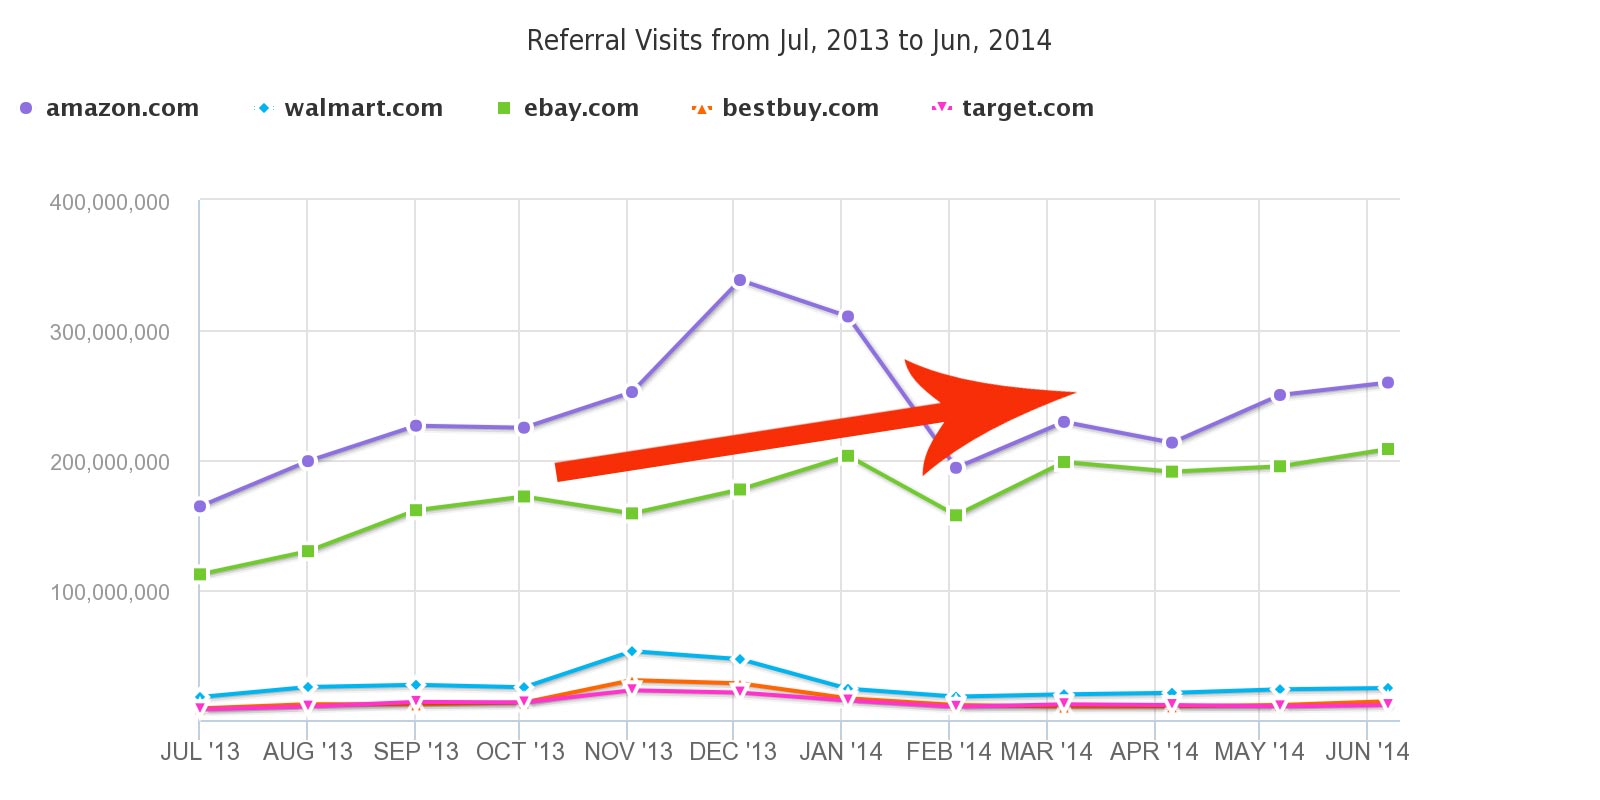 Referral Visits from Jul, 2013 to Jun, 2014
amazon.com walmart.com ebay.com bestbuy.com target.com
400,000,000
300,000,000
200,000,000
100,000,000
JUL '13 AUG '13 SEP '13 OCT '13 NOV '13 DEC '13 JAN '14 FEB '14 MAR '14 APR '14 MAY '14 JUN '14